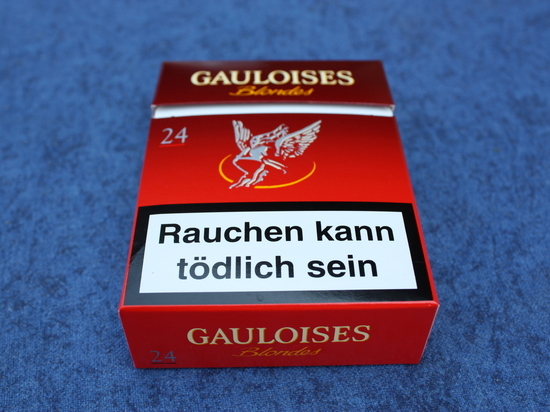 GAULOISES
Blondes
24
Rauchen kann
tödlich sein
GAULOISES
24 Blondes